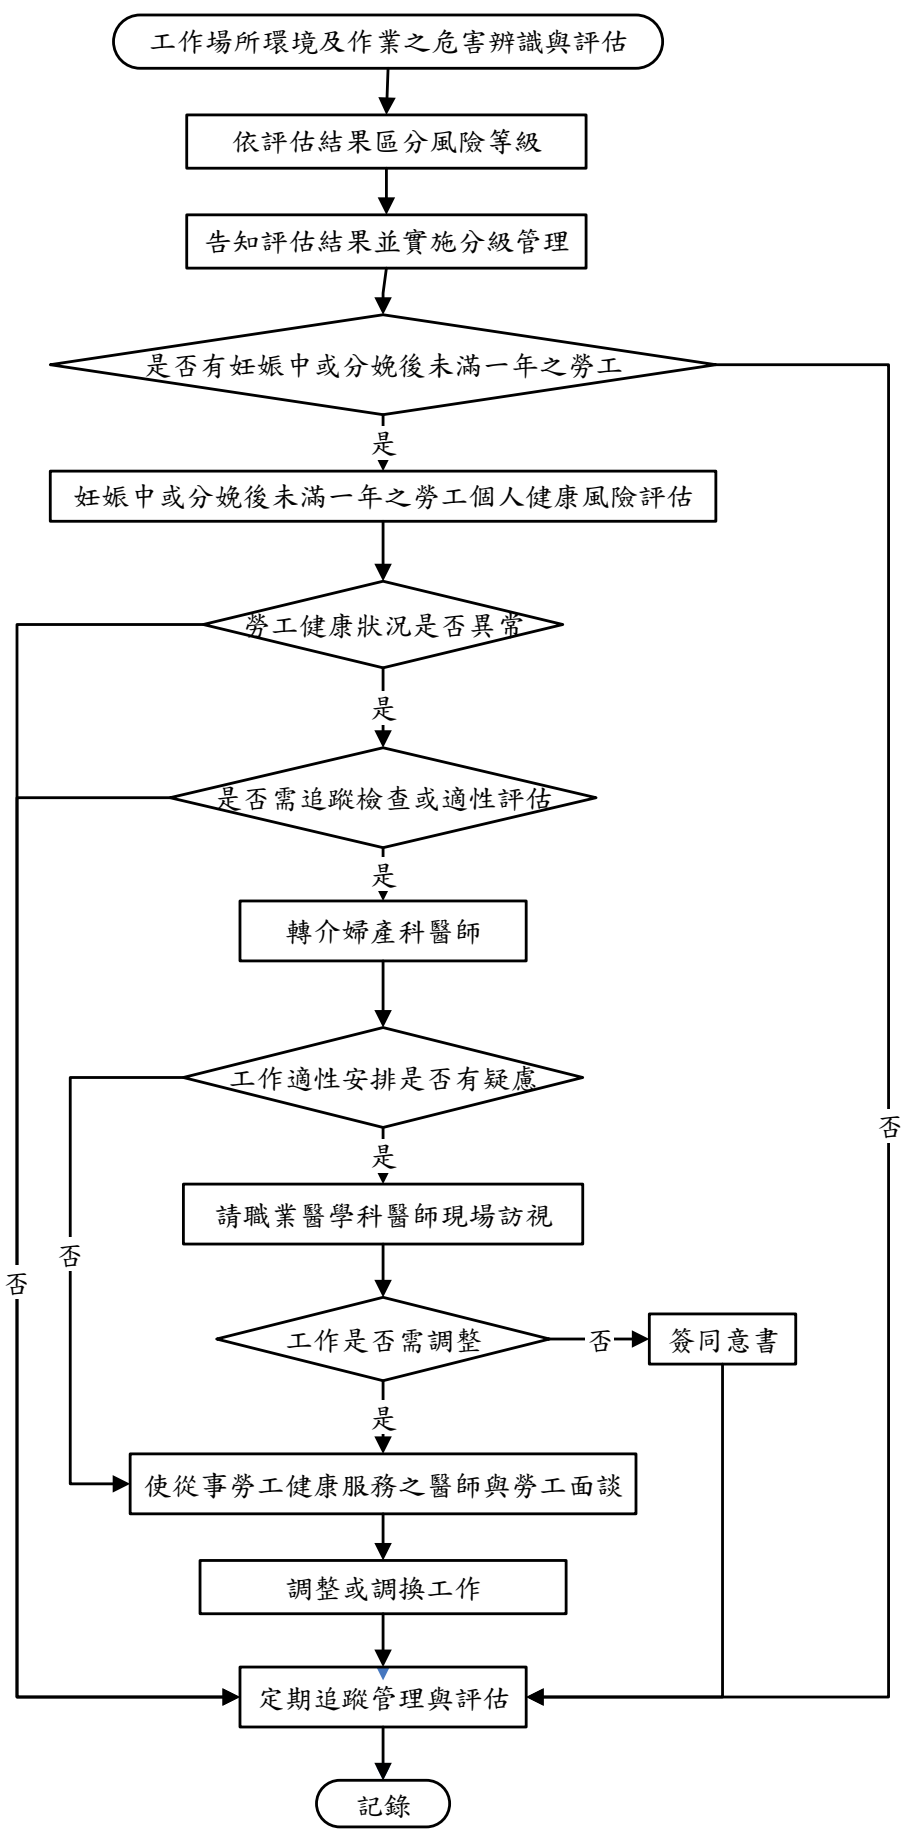 工作場所環境及作業之危害辨識與評估
依評估結果區分風險等級
告知評估結果並實施分級管理
是否有妊娠中或分娩後未滿一年之勞工
是
妊娠中或分娩後未滿一年之勞工個人健康風險評估
勞工健康狀況是否異常
是
是否需追蹤檢查或適性評估
是
轉介婦產科醫師
工作適性安排是否有疑慮
否
是
請職業醫學科醫師現場訪視
否
否
工作是否需調整
否
簽同意書
是
使從事勞工健康服務之醫師與勞工面談
調整或調換工作
定期追蹤管理與評估
記錄